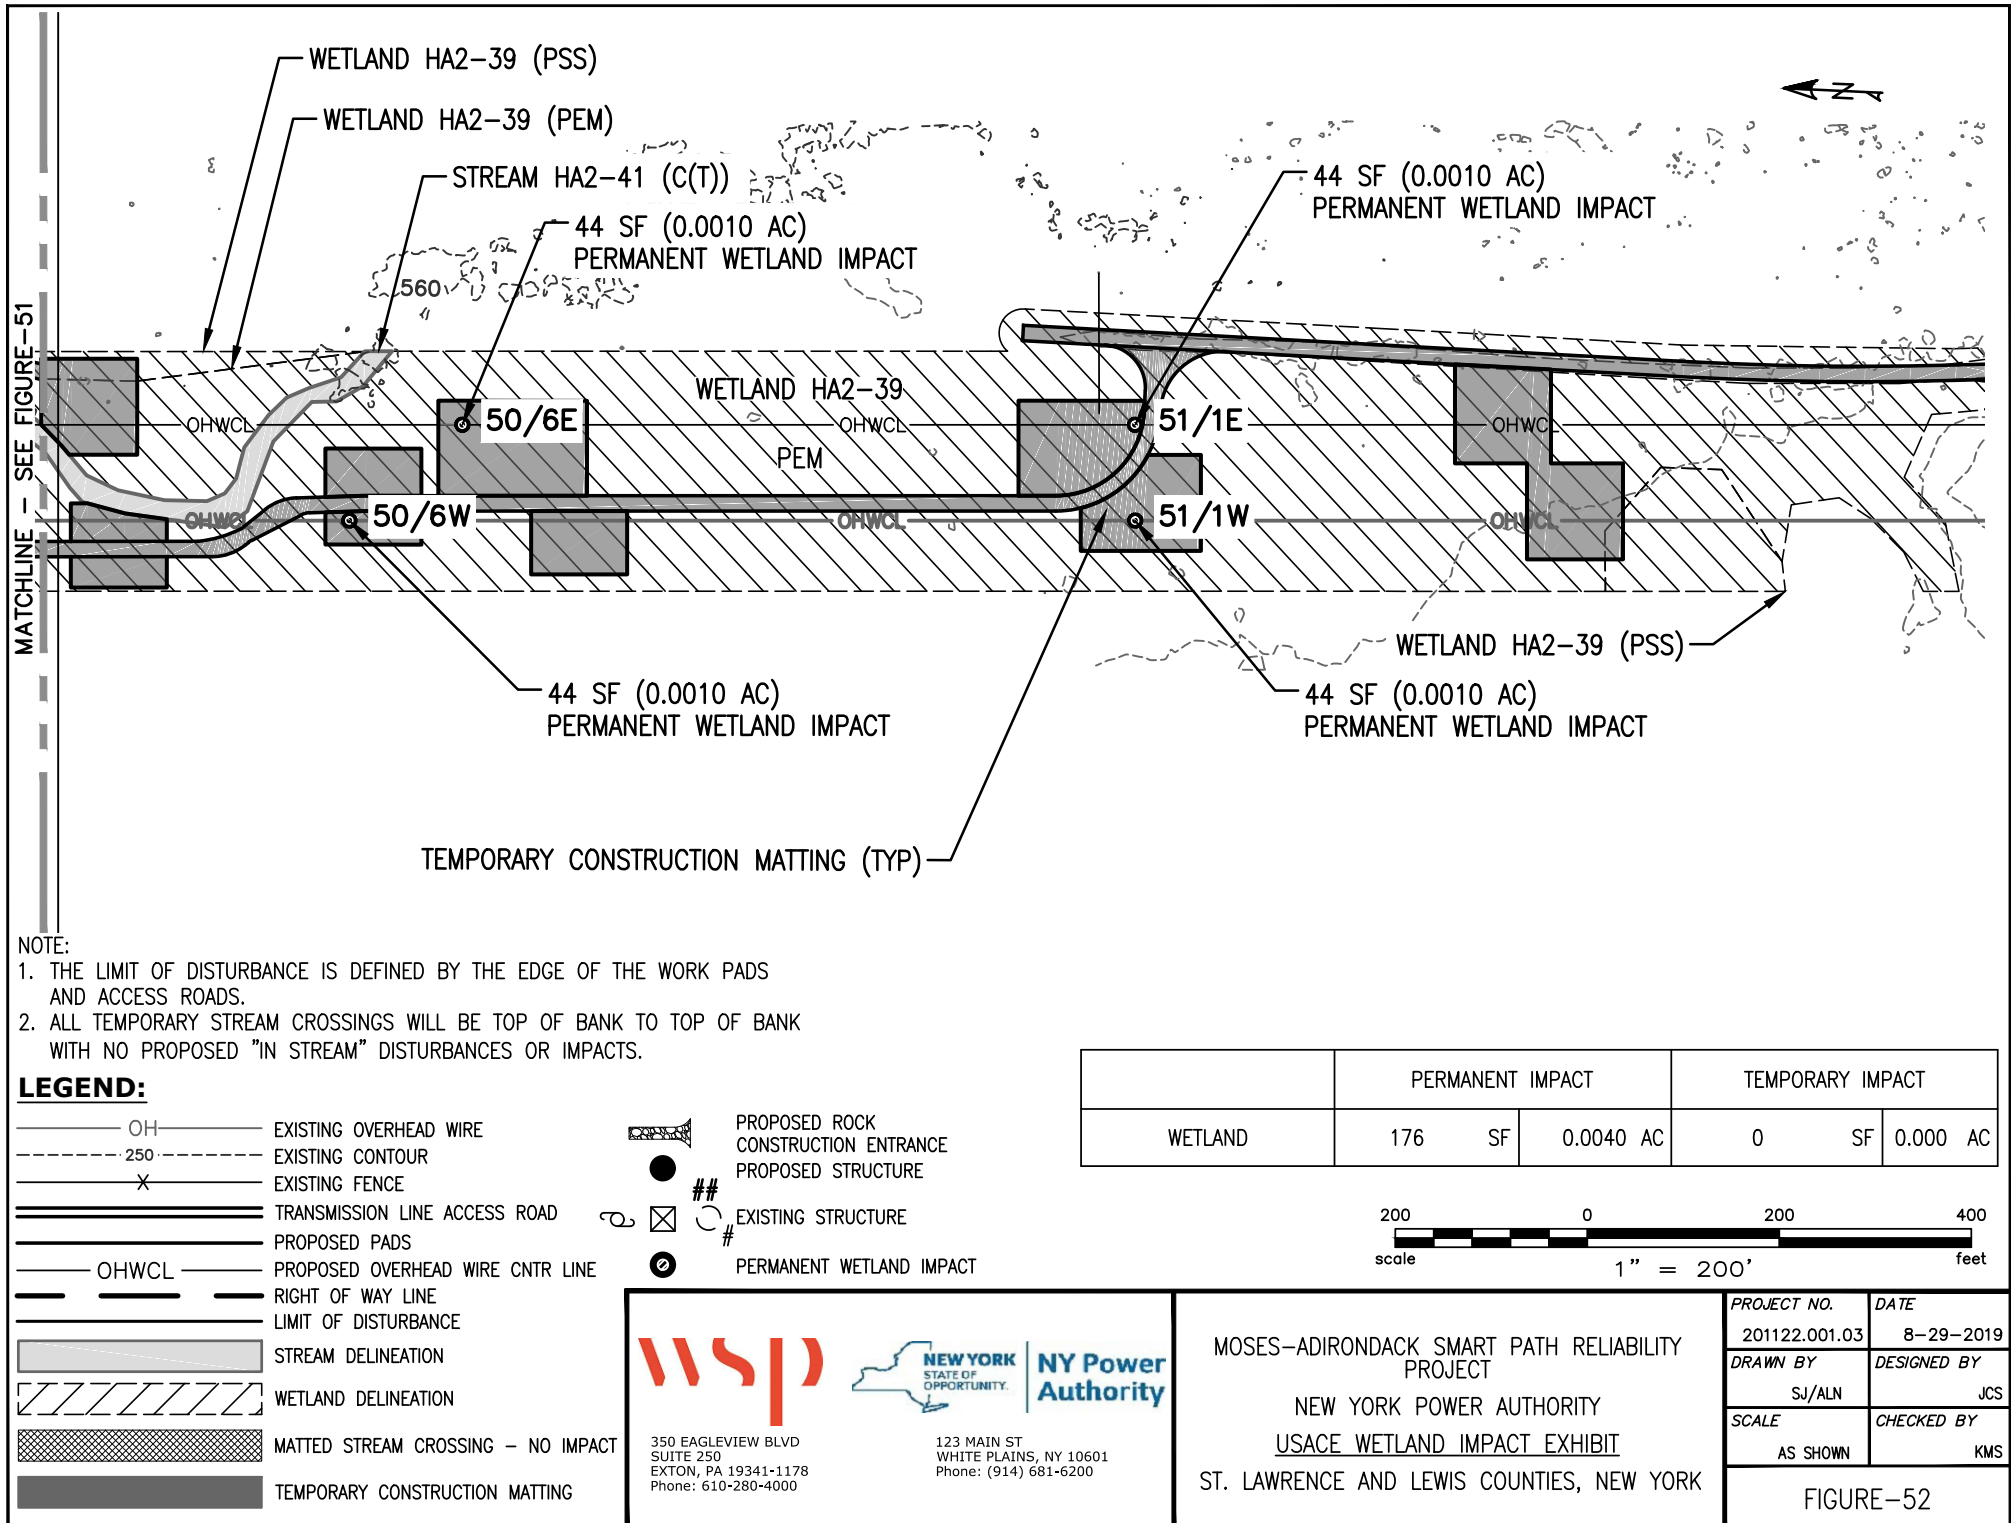 WETLAND HA2-39 (PSS)
WETLAND HA2-39 (PEM)
STREAM HA2-41 (C(T))
44 SF (0.0010 AC)
PERMANENT WETLAND IMPACT
44 SF (0.0010 AC)
PERMANENT WETLAND IMPACT
N
560
MATCHLINE - SEE FIGURE-51
WETLAND HA2-39
PEM
OHWCL
50/6E
OHWCL
51/1E
OHWCL
OHWCL
50/6W
OHWCL
51/1W
OHWCL
WETLAND HA2-39 (PSS)
44 SF (0.0010 AC)
PERMANENT WETLAND IMPACT
44 SF (0.0010 AC)
PERMANENT WETLAND IMPACT
TEMPORARY CONSTRUCTION MATTING (TYP)
NOTE:
1. THE LIMIT OF DISTURBANCE IS DEFINED BY THE EDGE OF THE WORK PADS
AND ACCESS ROADS.
2. ALL TEMPORARY STREAM CROSSINGS WILL BE TOP OF BANK TO TOP OF BANK
WITH NO PROPOSED "IN STREAM" DISTURBANCES OR IMPACTS.
LEGEND:
OH EXISTING OVERHEAD WIRE
250 EXISTING CONTOUR
X EXISTING FENCE
TRANSMISSION LINE ACCESS ROAD
PROPOSED PADS
OHWCL PROPOSED OVERHEAD WIRE CNTR LINE
RIGHT OF WAY LINE
LIMIT OF DISTURBANCE
STREAM DELINEATION
WETLAND DELINEATION
MATTED STREAM CROSSING - NO IMPACT
TEMPORARY CONSTRUCTION MATTING
PROPOSED ROCK
CONSTRUCTION ENTRANCE
PROPOSED STRUCTURE
##
EXISTING STRUCTURE
#
PERMANENT WETLAND IMPACT
PERMANENT IMPACT TEMPORARY IMPACT
WETLAND 176 SF 0.0040 AC 0 SF 0.000 AC
200 0 200 400
scale feet
1" = 200'
wsp
350 EAGLEVIEW BLVD
SUITE 250
EXTON, PA 19341-1178
Phone: 610-280-4000
NEW YORK
STATE OF
OPPORTUNITY.
NY Power
Authority
123 MAIN ST
WHITE PLAINS, NY 10601
Phone: (914) 681-6200
MOSES-ADIRONDACK SMART PATH RELIABILITY
PROJECT
NEW YORK POWER AUTHORITY
USACE WETLAND IMPACT EXHIBIT
ST. LAWRENCE AND LEWIS COUNTIES, NEW YORK
PROJECT NO. DATE
201122.001.03 8-29-2019
DRAWN BY DESIGNED BY
SJ/ALN JCS
SCALE CHECKED BY
AS SHOWN KMS
FIGURE-52